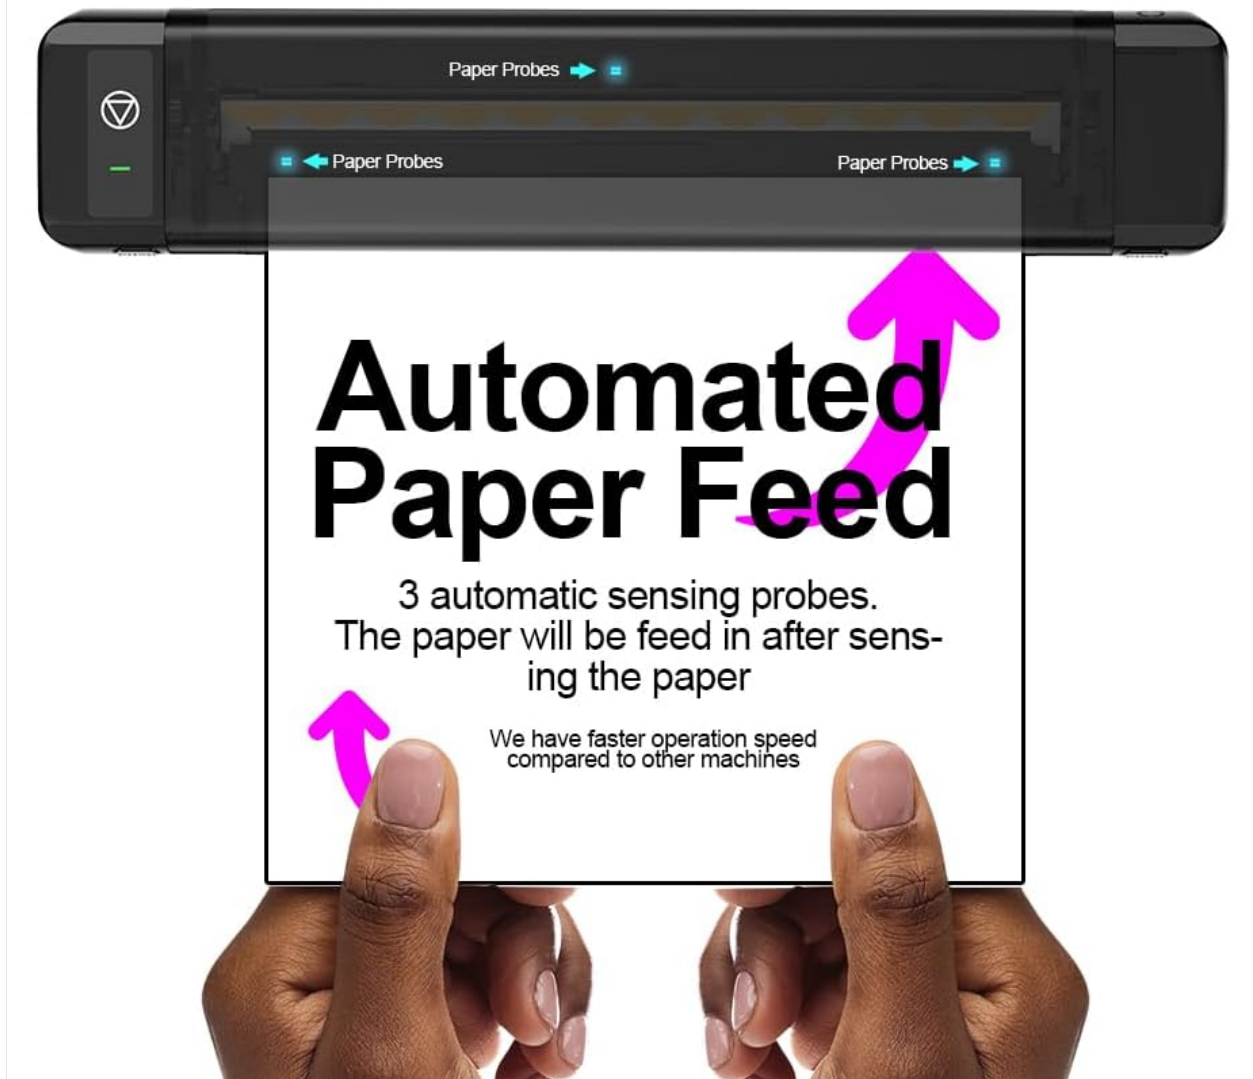 Paper Probes
Paper Probes
Paper Probes
Automated
Paper Feed
3 automatic sensing probes.
The paper will be feed in after sens-
ing the paper
We have faster operation speed
compared to other machines